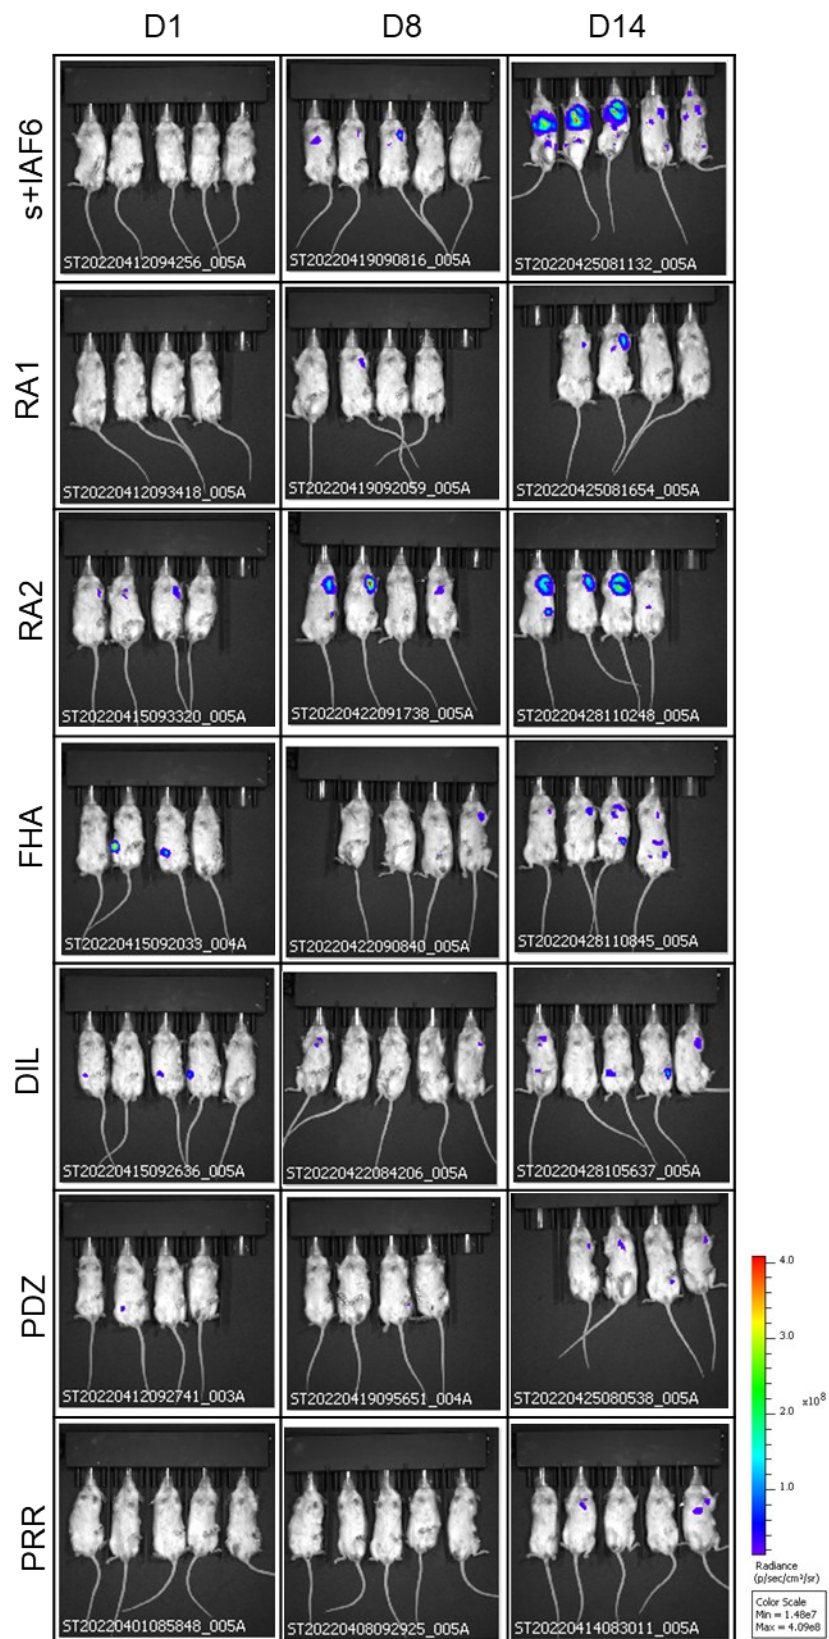 D1 D8 D14
s+IAF6
ST20220412094256_005A ST20220419090816_005A ST20220425081132_005A
RA1
ST20220412093418_005A ST20220419092059_005A ST20220425081654_005A
RA2
ST20220415093320_005A ST20220422091738_005A ST20220428110248_005A
FHA
ST20220415092033_004A ST20220422090840_005A ST20220428110845_005A
DIL
ST20220415092636_005A ST20220422084206_005A ST20220428105637_005A
PDZ
ST20220412092741_003A ST20220419095651_004A ST20220425080538_005A
PRR
ST20220401085848_005A ST20220408092925_005A ST20220414083011_005A
4.0
3.0
2.0 x10⁸
1.0
Radiance
(p/sec/cm²/sr)
Color Scale
Min = 1.48e7
Max = 4.09e8